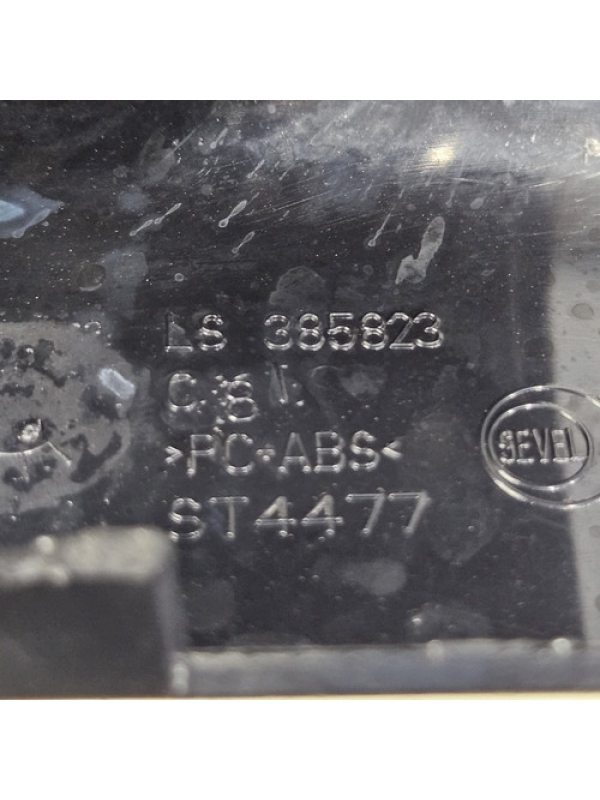 LS 385823
>PC-ABS<
SEVEL
ST4477